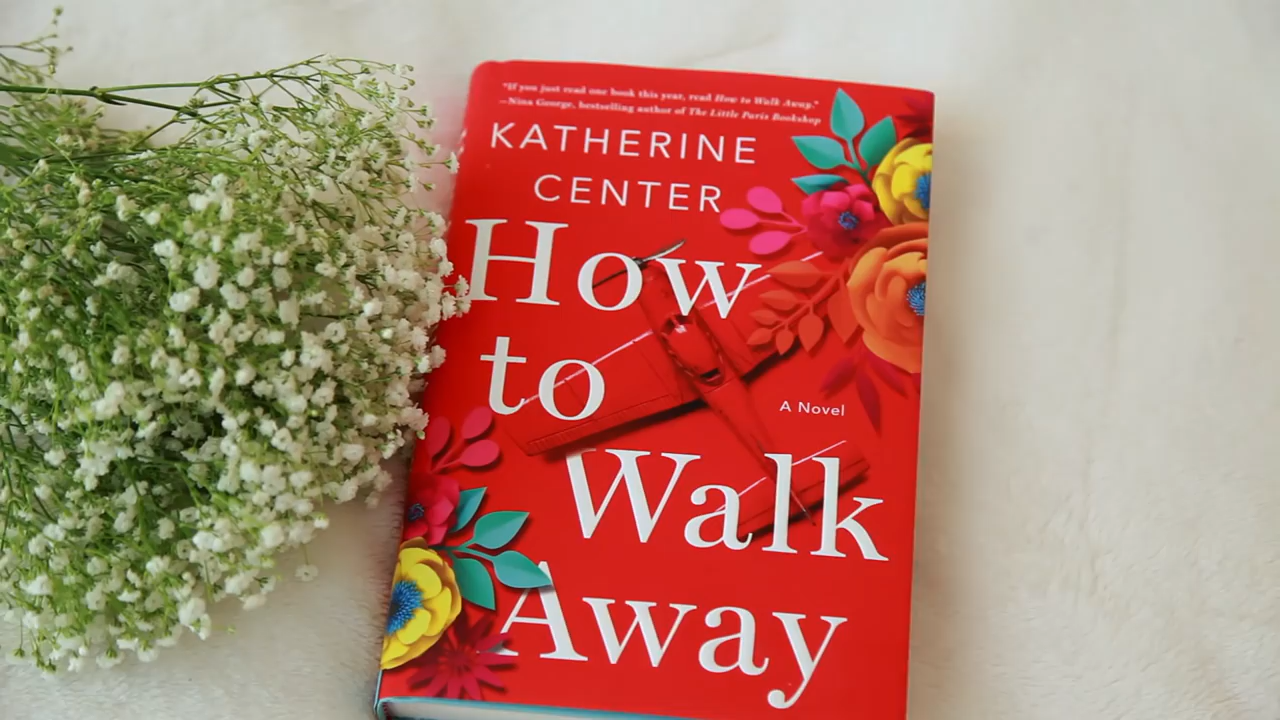 "If you just read one book this year, read How to Walk Away."
—Nina George, bestselling author of The Little Paris Bookshop
KATHERINE
CENTER
How
to
A Novel
Walk
Away